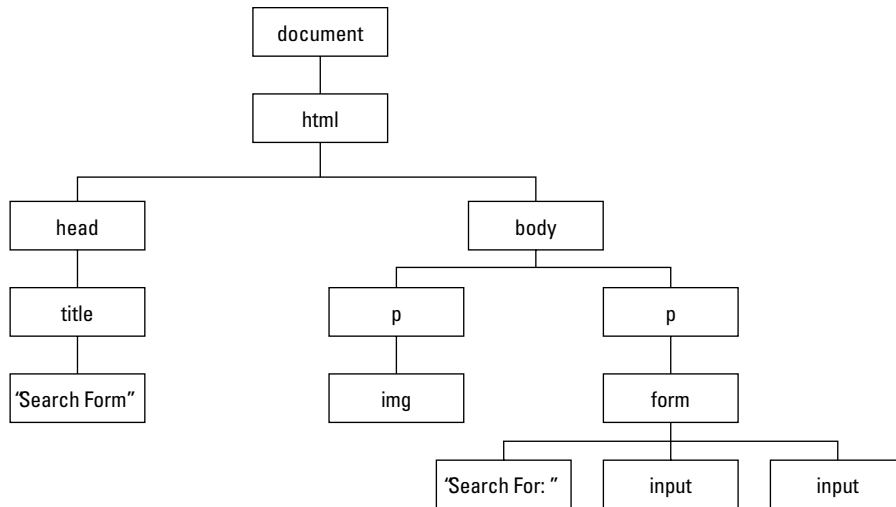 document
html
head
body
title
p
p
“Search Form”
img
form
“Search For: ”
input
input